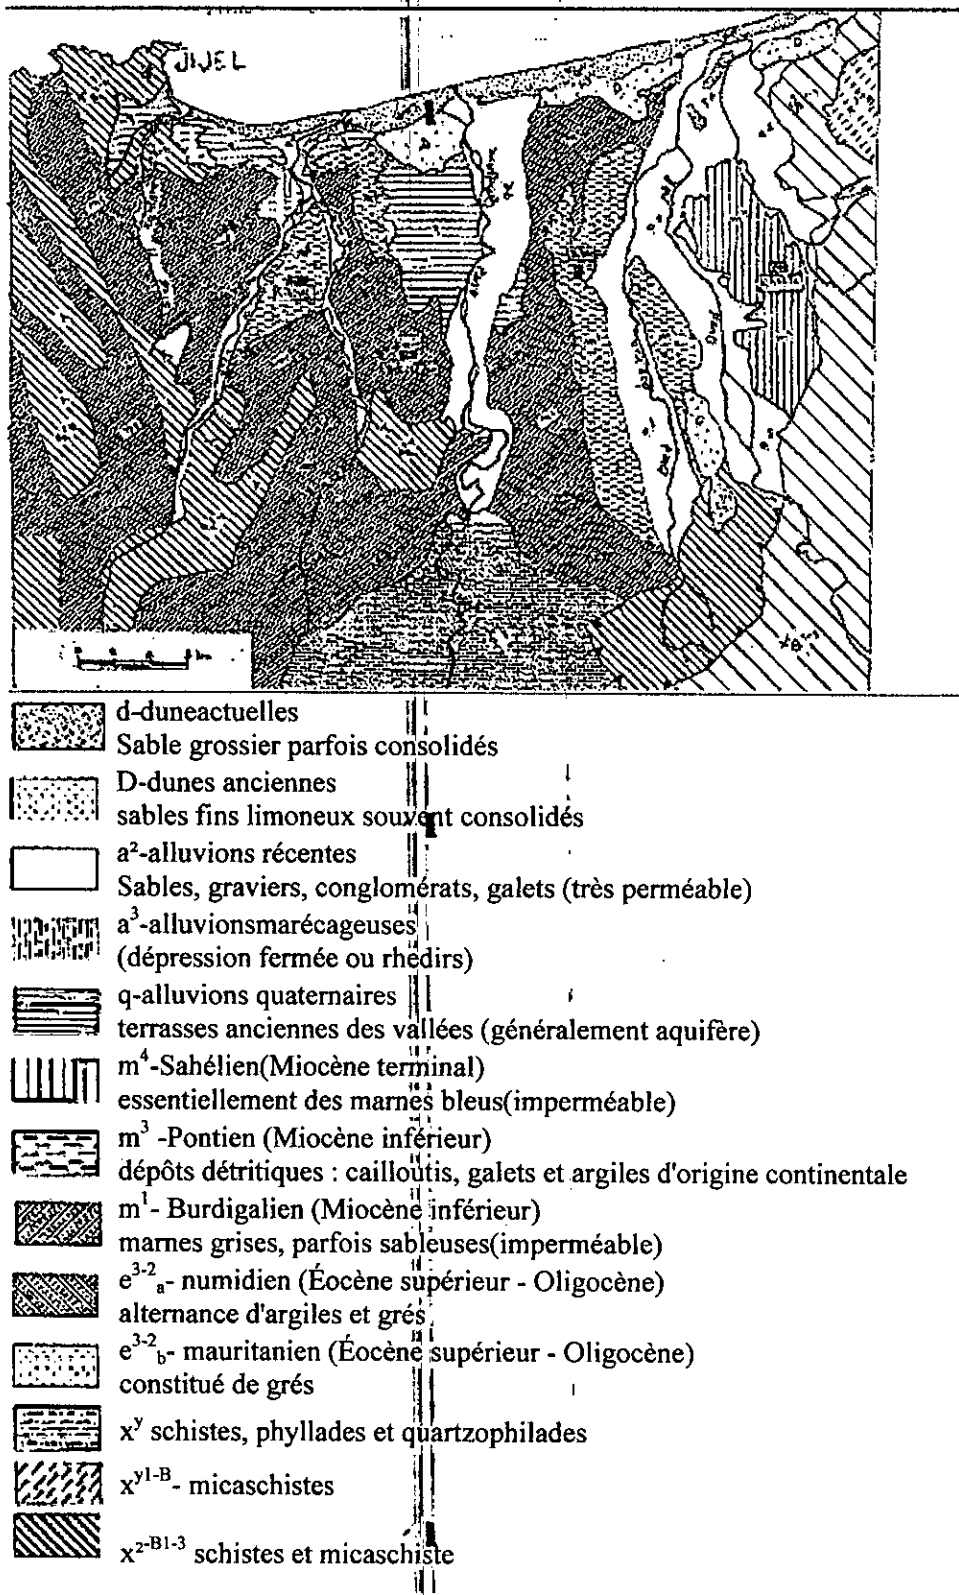 JIJEL
a²
km
d-duneactuelles
Sable grossier parfois consolidés
D-dunes anciennes
sables fins limoneux souvent consolidés
a²-alluvions récentes
Sables, graviers, conglomérats, galets (très perméable)
a³-alluvionsmarécageuses
(dépression fermée ou rhedirs)
q-alluvions quaternaires
terrasses anciennes des vallées (généralement aquifère)
m⁴-Sahélien(Miocène terminal)
essentiellement des marnes bleus(imperméable)
m³ -Pontien (Miocène inférieur)
dépôts détritiques : cailloutis, galets et argiles d'origine continentale
m¹- Burdigalien (Miocène inférieur)
marnes grises, parfois sableuses(imperméable)
e³⁻²ₐ- numidien (Éocène supérieur - Oligocène)
alternance d'argiles et grés
e³⁻²b- mauritanien (Éocène supérieur - Oligocène)
constitué de grés
xʸ schistes, phyllades et quartzophilades
xʸ¹⁻ᴮ- micaschistes
x²⁻ᴮ¹⁻³ schistes et micaschiste